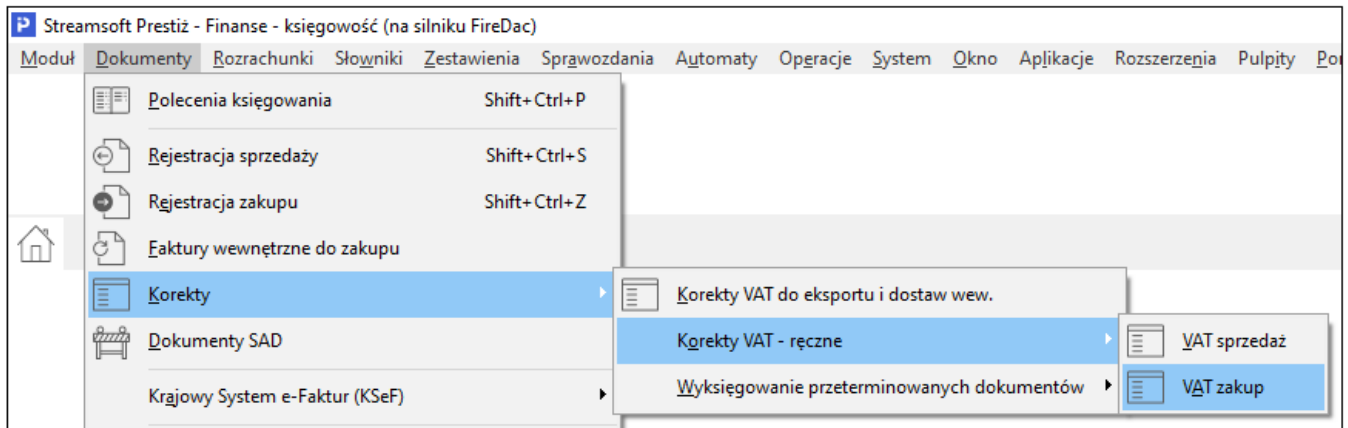 Streamsoft Prestiż - Finanse - księgowość (na silniku FireDac)
Moduł Dokumenty Rozrachunki Słowniki Zestawienia Sprawozdania Automaty Operacje System Okno Aplikacje Rozszerzenia Pulpity
Polecenia księgowania Shift+Ctrl+P
Rejestracja sprzedaży Shift+Ctrl+S
Rejestracja zakupu Shift+Ctrl+Z
Faktury wewnętrzne do zakupu
Korekty
Korekty VAT do eksportu i dostaw wew.
Dokumenty SAD
Korekty VAT - ręczne
VAT sprzedaż
Krajowy System e-Faktur (KSeF)
Wyksięgowanie przeterminowanych dokumentów
VAT zakup